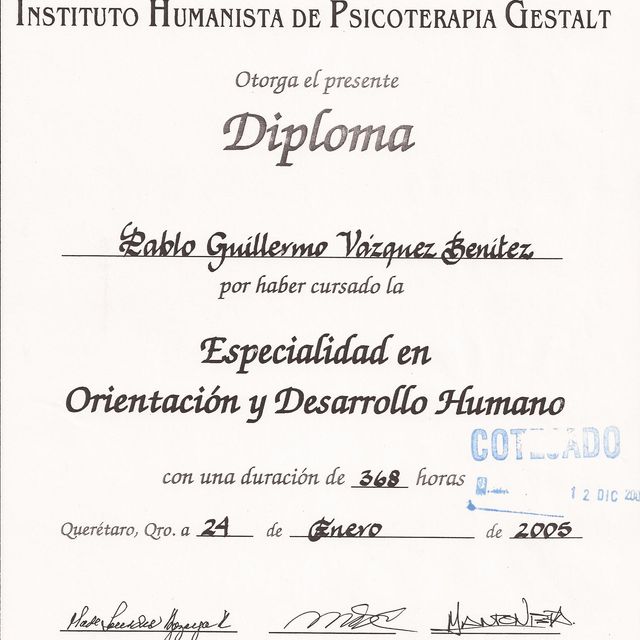 INSTITUTO HUMANISTA DE PSICOTERAPIA GESTALT
Otorga el presente
Diploma
Pablo Guillermo Vázquez Benitez
por haber cursado la
Especialidad en
Orientación y Desarrollo Humano
COTEJADO
con una duración de 368 horas
12 DIC
Querétaro, Qro. a 24 de Enero de 2005